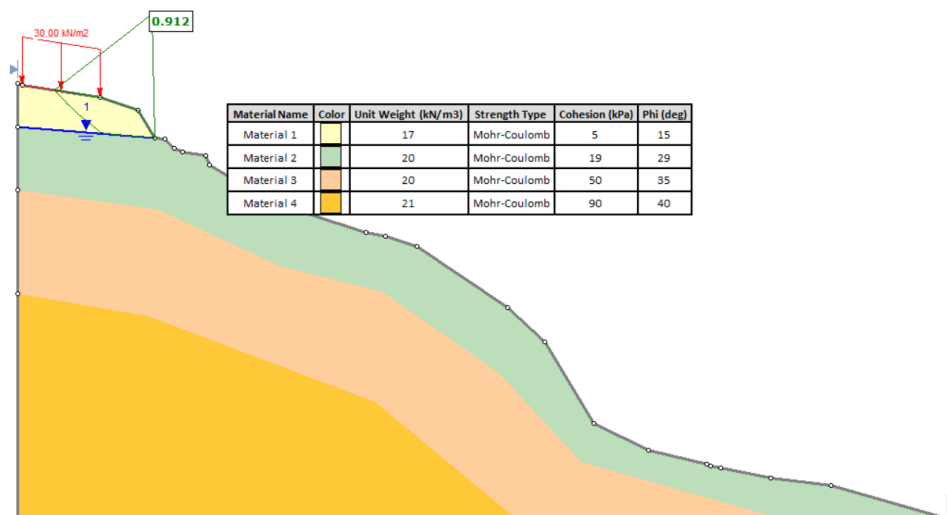 0.912
30.00 kN/m2
1
Material Name Color Unit Weight (kN/m3) Strength Type Cohesion (kPa) Phi (deg)
Material 1 17 Mohr-Coulomb 5 15
Material 2 20 Mohr-Coulomb 19 29
Material 3 20 Mohr-Coulomb 50 35
Material 4 21 Mohr-Coulomb 90 40